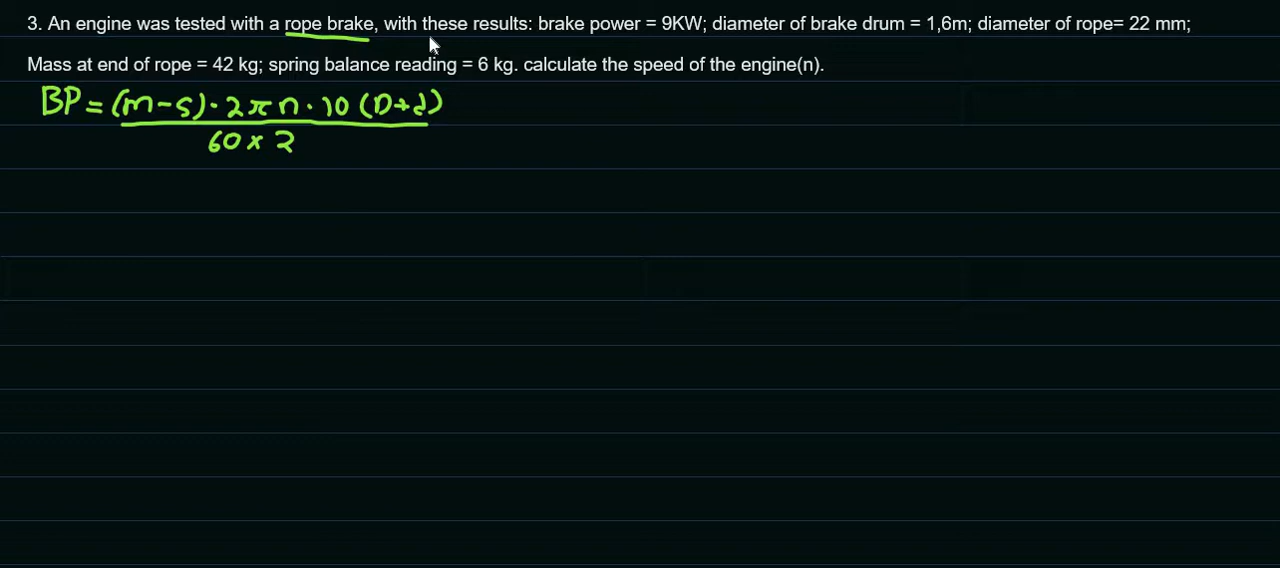 3. An engine was tested with a rope brake, with these results: brake power = 9KW; diameter of brake drum = 1,6m; diameter of rope= 22 mm;
Mass at end of rope = 42 kg; spring balance reading = 6 kg. calculate the speed of the engine(n).
BP = (m-s)·2πn·10(D+d)
60 x 2